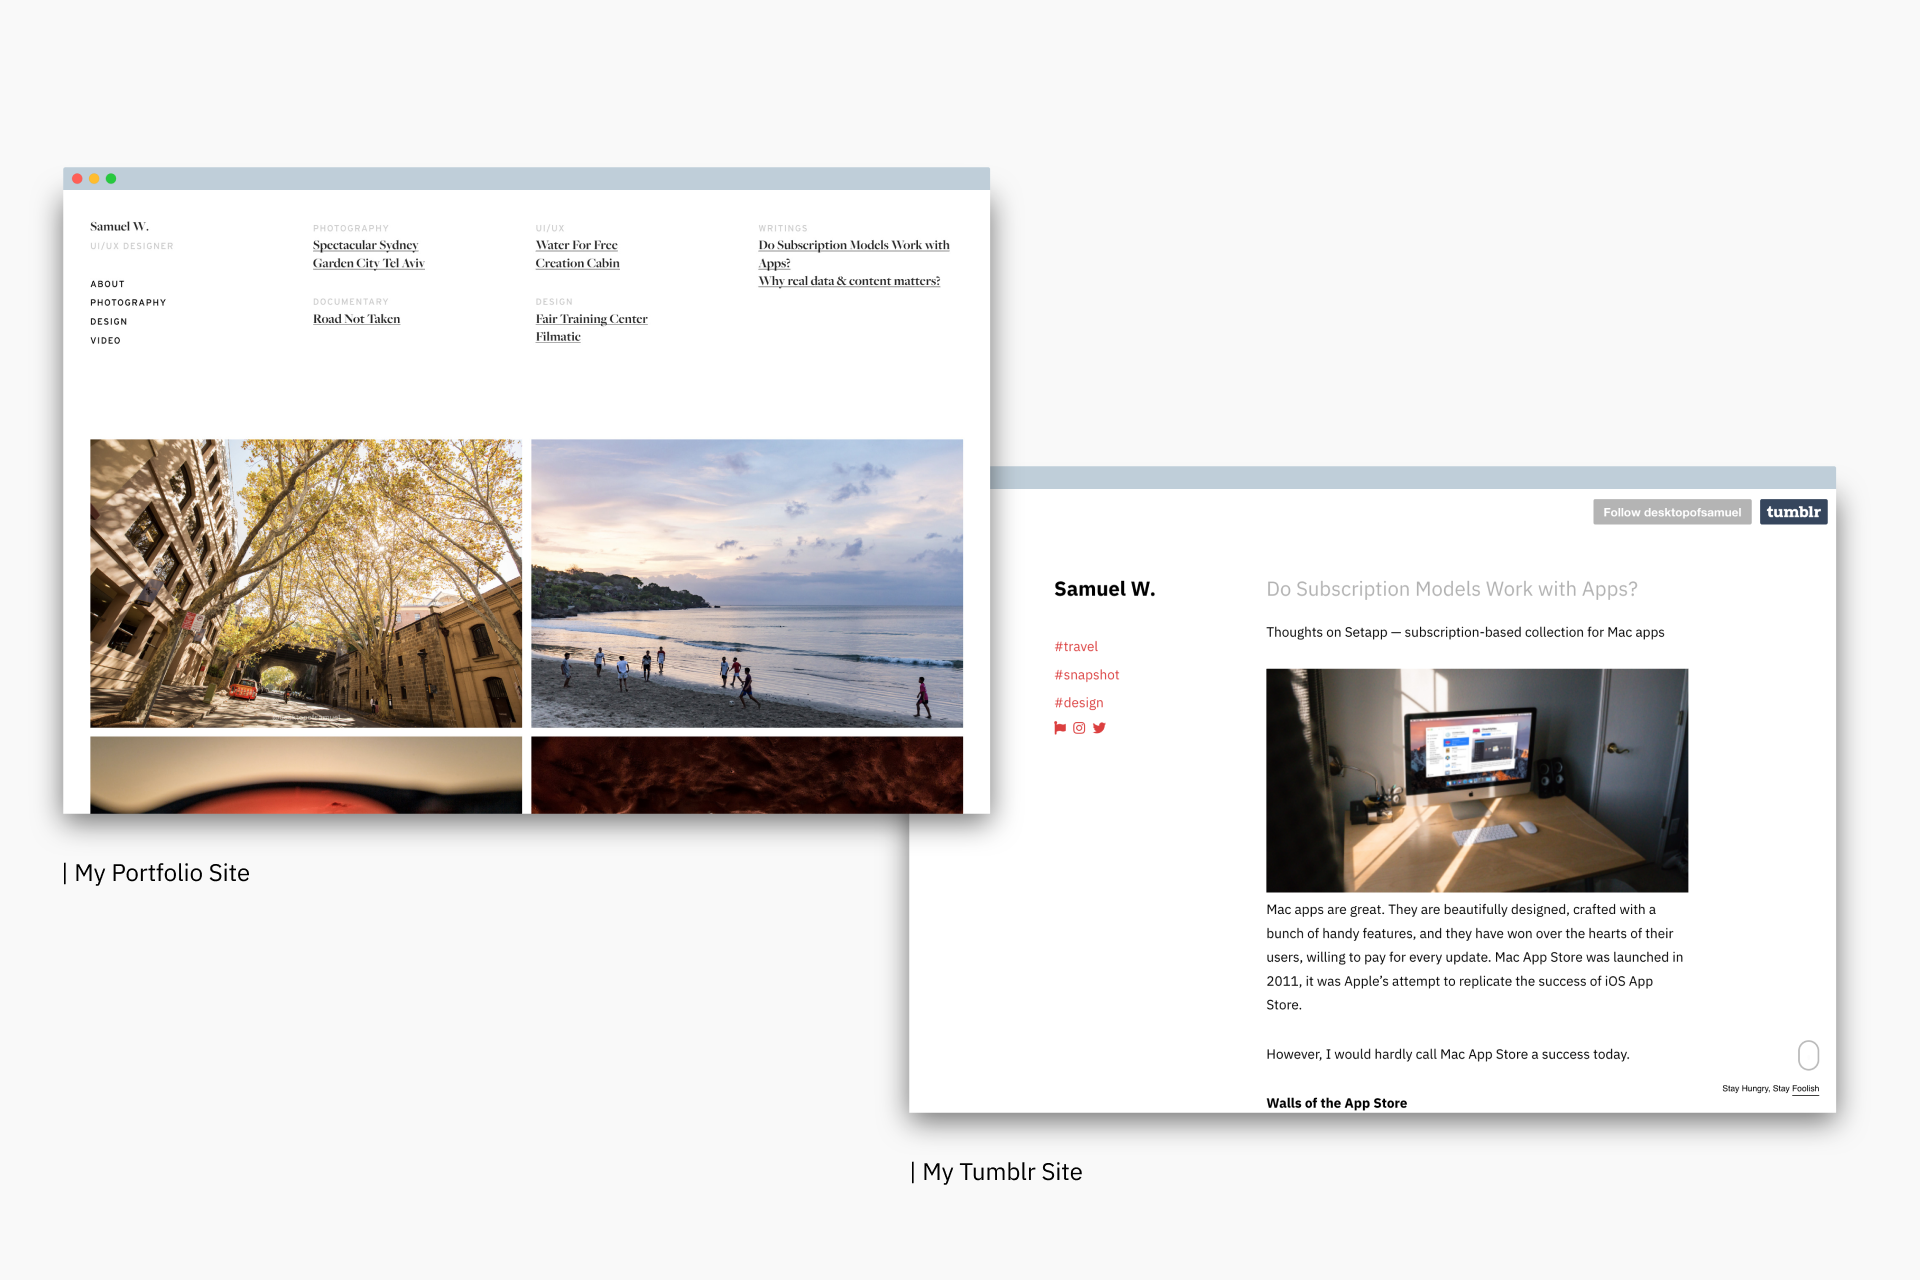 Samuel W.
UI/UX DESIGNER
ABOUT
PHOTOGRAPHY
DESIGN
VIDEO
PHOTOGRAPHY
Spectacular Sydney
Garden City Tel Aviv
DOCUMENTARY
Road Not Taken
UI/UX
Water For Free
Creation Cabin
DESIGN
Fair Training Center
Filmatic
WRITINGS
Do Subscription Models Work with
Apps?
Why real data & content matters?
| My Portfolio Site
Follow desktopofsamuel
tumblr
Samuel W.
#travel
#snapshot
#design
Do Subscription Models Work with Apps?
Thoughts on Setapp — subscription-based collection for Mac apps
Mac apps are great. They are beautifully designed, crafted with a
bunch of handy features, and they have won over the hearts of their
users, willing to pay for every update. Mac App Store was launched in
2011, it was Apple’s attempt to replicate the success of iOS App
Store.
However, I would hardly call Mac App Store a success today.
Walls of the App Store
Stay Hungry, Stay Foolish
| My Tumblr Site